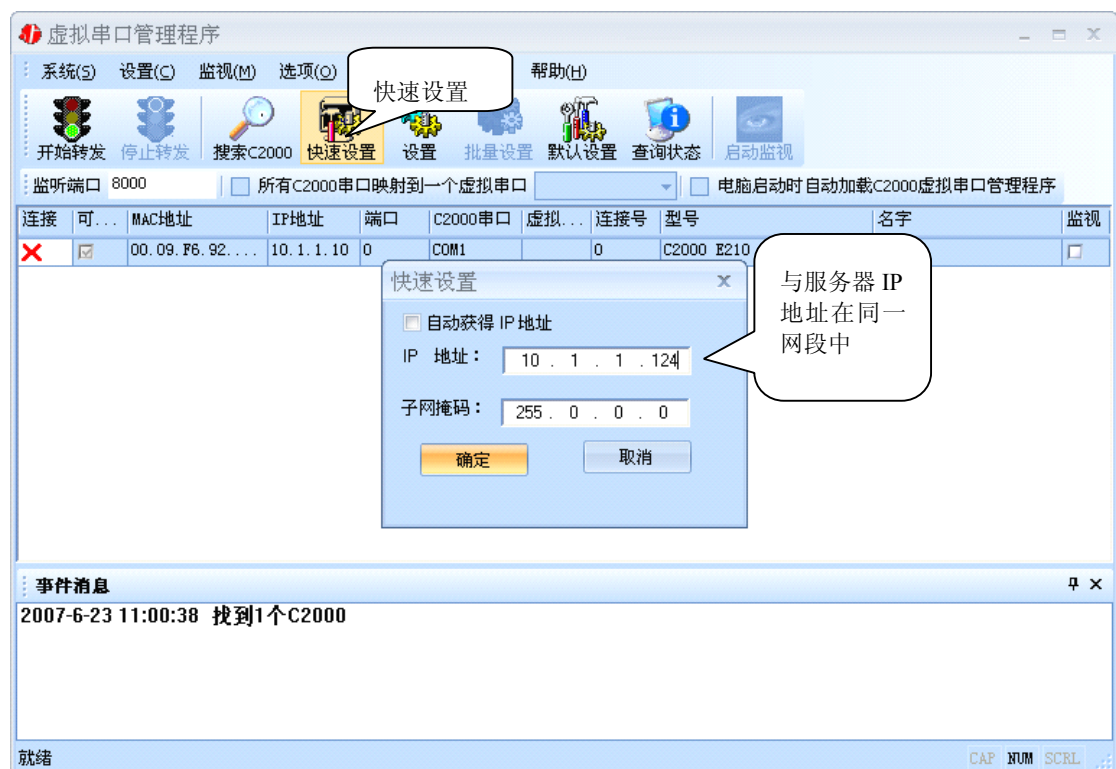 虚拟串口管理程序
系统(S) 设置(C) 监视(M) 选项(O) 帮助(H)
快速设置
开始转发 停止转发 搜索C2000 快速设置 设置 批量设置 默认设置 查询状态 启动监视
监听端口 8000 所有C2000串口映射到一个虚拟串口 电脑启动时自动加载C2000虚拟串口管理程序
连接 可... MAC地址 IP地址 端口 C2000串口 虚拟... 连接号 型号 名字 监视
00.09.F6.92.... 10.1.1.10 0 COM1 0 C2000 E210
快速设置
自动获得 IP 地址
IP 地址： 10 . 1 . 1 . 124
子网掩码： 255 . 0 . 0 . 0
确定 取消
与服务器 IP
地址在同一
网段中
事件消息
2007-6-23 11:00:38 找到1个C2000
就绪 CAP NUM SCRL